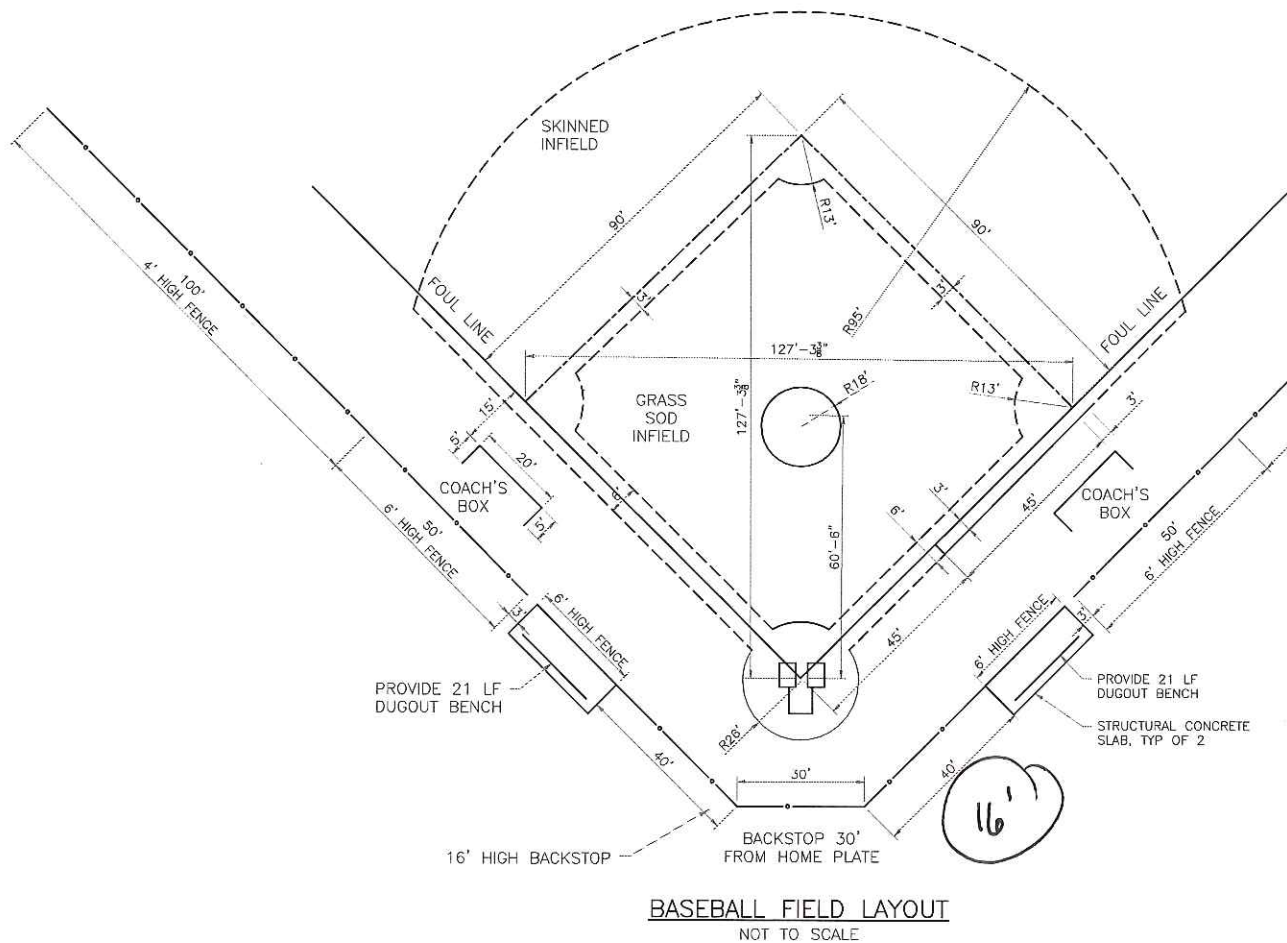 SKINNED
INFIELD
90'
90'
R13'
R95'
3'
3'
FOUL LINE
FOUL LINE
100'
4' HIGH FENCE
127'-3⅜"
127'-3⅜"
R18'
R13'
GRASS
SOD
INFIELD
15'
5'
20'
5'
COACH'S
BOX
6'
60'-6"
3'
3'
6'
45'
45'
COACH'S
BOX
50'
6' HIGH FENCE
50'
6' HIGH FENCE
3'
6' HIGH FENCE
6' HIGH FENCE
3'
PROVIDE 21 LF
DUGOUT BENCH
PROVIDE 21 LF
DUGOUT BENCH
STRUCTURAL CONCRETE
SLAB, TYP OF 2
R26'
40'
30'
40'
16'
16' HIGH BACKSTOP
BACKSTOP 30'
FROM HOME PLATE
BASEBALL FIELD LAYOUT
NOT TO SCALE